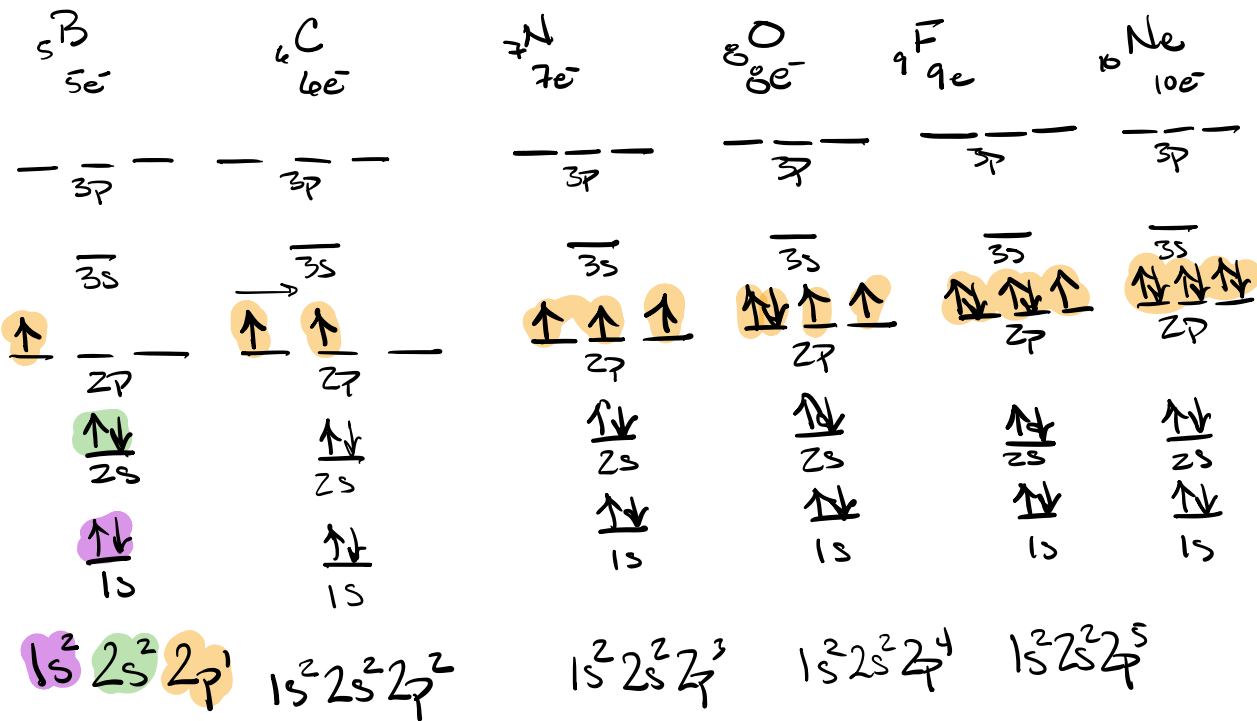 ₅B ₆C ₇N ₈O ₉F ₁₀Ne
5e⁻ 6e⁻ 7e⁻ 8e⁻ 9e 10e⁻
3p 3p 3p 3p 3p 3p
3s 3s 3s 3s 3s 3s
→
↑ ↑ ↑ ↑ ↑ ↑ ↑↓ ↑ ↑ ↑↓ ↑↓ ↑ ↑↓ ↑↓ ↑↓
2p 2p 2p 2p 2p 2p
↑↓ ↑↓ ↑↓ ↑↓ ↑↓ ↑↓
2s 2s 2s 2s 2s 2s
↑↓ ↑↓ ↑↓ ↑↓ ↑↓ ↑↓
1s 1s 1s 1s 1s 1s
1s² 2s² 2p¹ 1s² 2s² 2p² 1s² 2s² 2p³ 1s² 2s² 2p⁴ 1s² 2s² 2p⁵